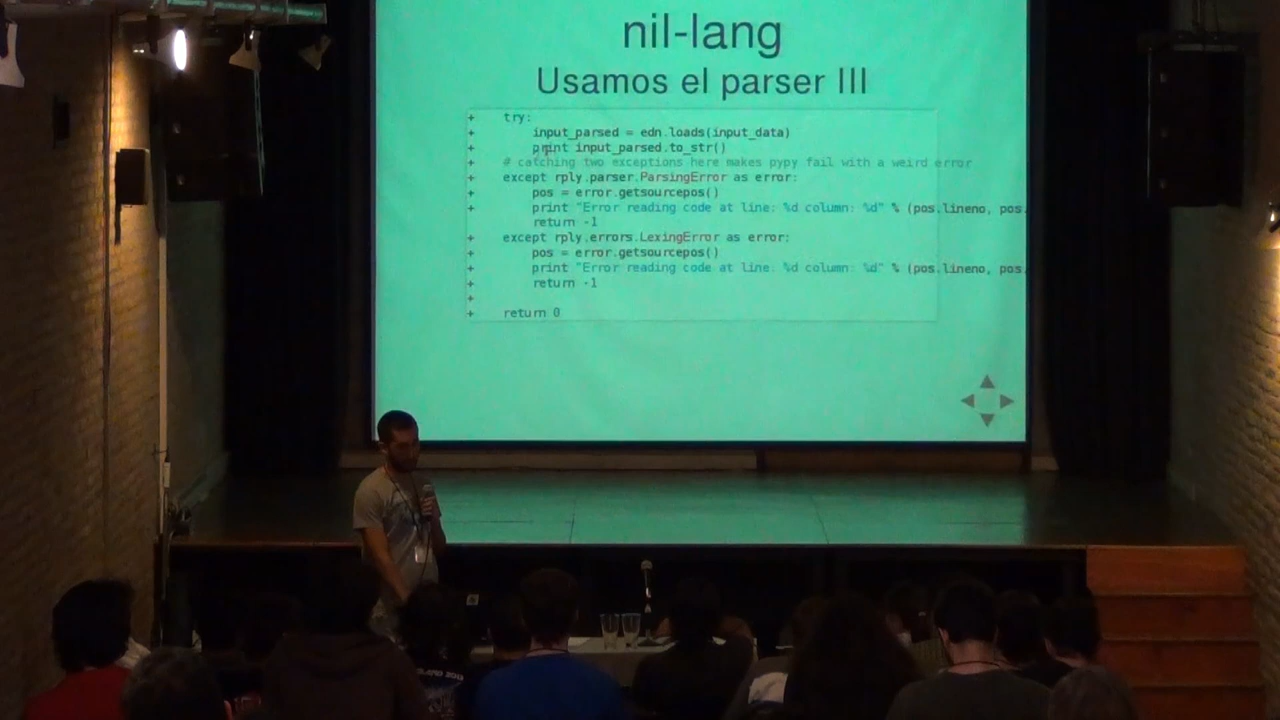 nil-lang
Usamos el parser III
+ try:
+ input_parsed = edn.loads(input_data)
+ print input_parsed.to_str()
+ # catching two exceptions here makes pypy fail with a weird error
+ except rply.parser.ParsingError as error:
+ pos = error.getsourcepos()
+ print "Error reading code at line: %d column: %d" % (pos.lineno, pos.
+ return -1
+ except rply.errors.LexingError as error:
+ pos = error.getsourcepos()
+ print "Error reading code at line: %d column: %d" % (pos.lineno, pos.
+ return -1
+
+ return 0